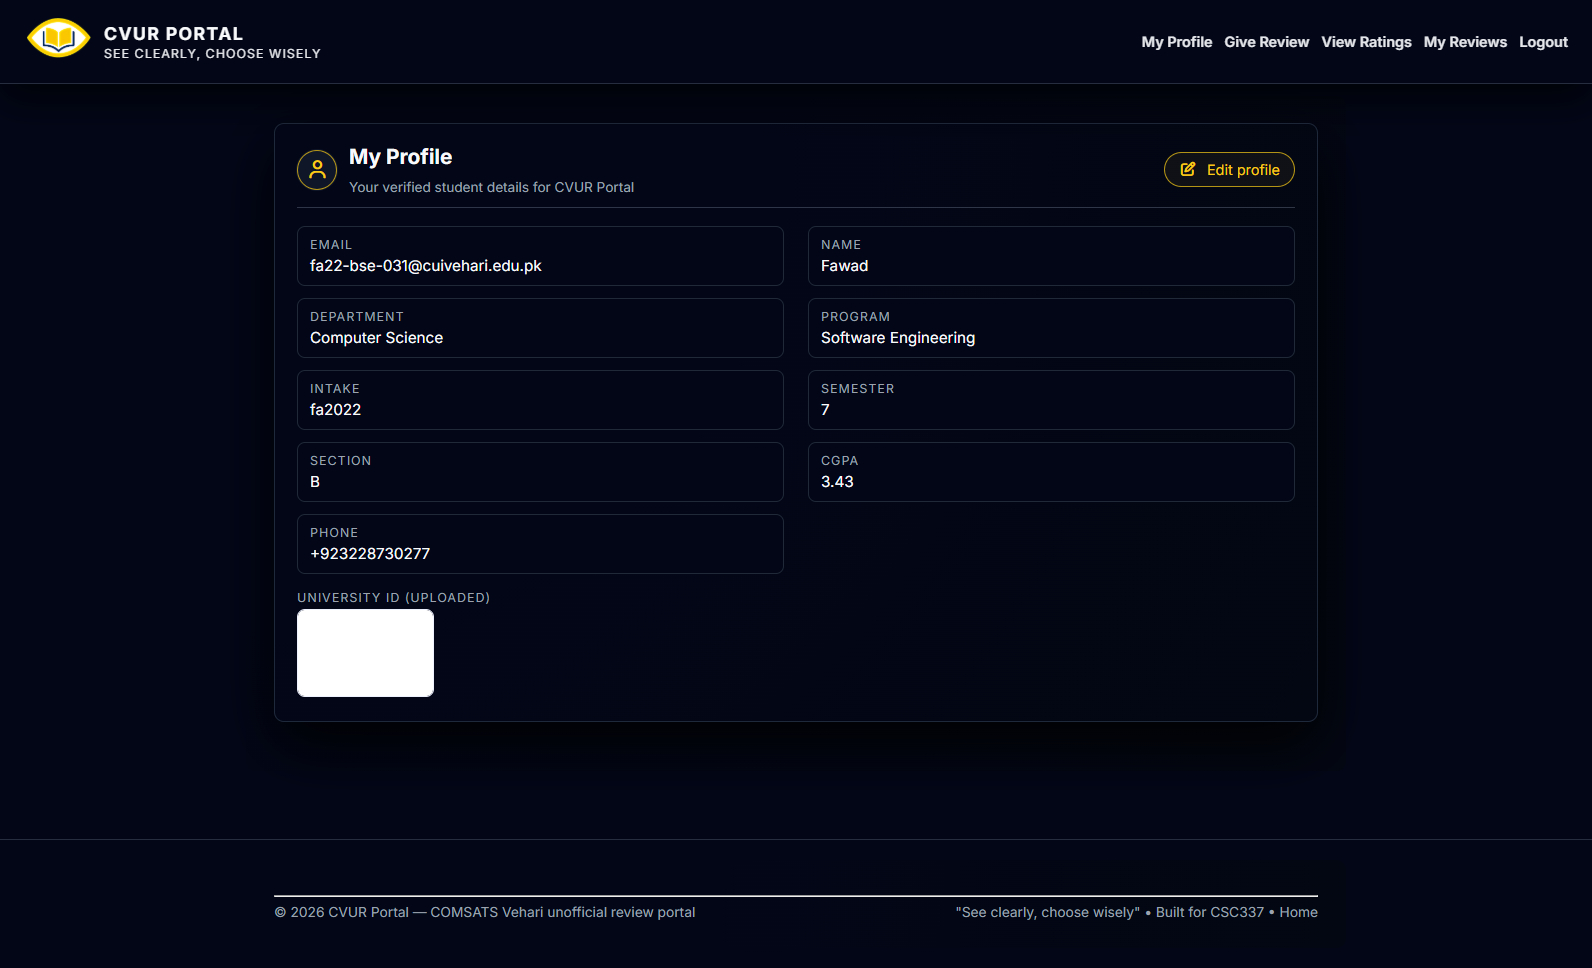 CVUR PORTAL
SEE CLEARLY, CHOOSE WISELY
My Profile Give Review View Ratings My Reviews Logout
My Profile
Your verified student details for CVUR Portal
Edit profile
EMAIL
fa22-bse-031@cuivehari.edu.pk
NAME
Fawad
DEPARTMENT
Computer Science
PROGRAM
Software Engineering
INTAKE
fa2022
SEMESTER
7
SECTION
B
CGPA
3.43
PHONE
+923228730277
UNIVERSITY ID (UPLOADED)
© 2026 CVUR Portal — COMSATS Vehari unofficial review portal
"See clearly, choose wisely" • Built for CSC337 • Home